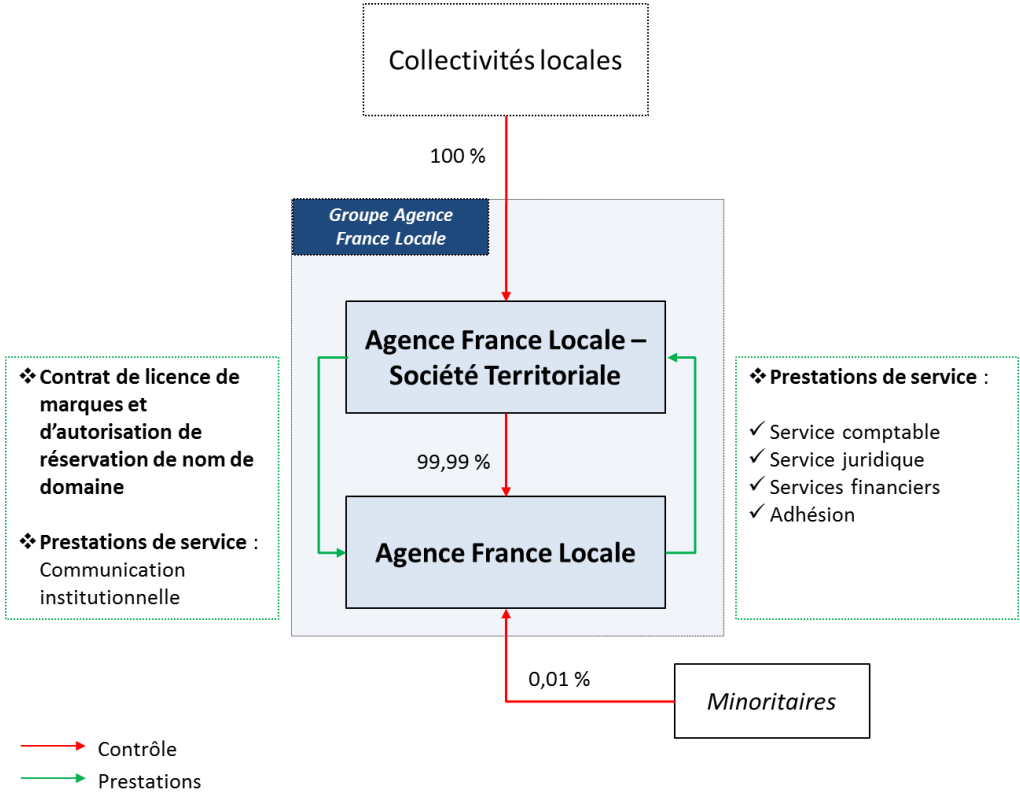 Collectivités locales
100 %
Groupe Agence
France Locale
Agence France Locale –
Société Territoriale
99,99 %
Agence France Locale
0,01 %
Minoritaires
❖ Contrat de licence de
marques et
d’autorisation de
réservation de nom de
domaine
❖ Prestations de service :
Communication
institutionnelle
❖ Prestations de service :
✓ Service comptable
✓ Service juridique
✓ Services financiers
✓ Adhésion
Contrôle
Prestations